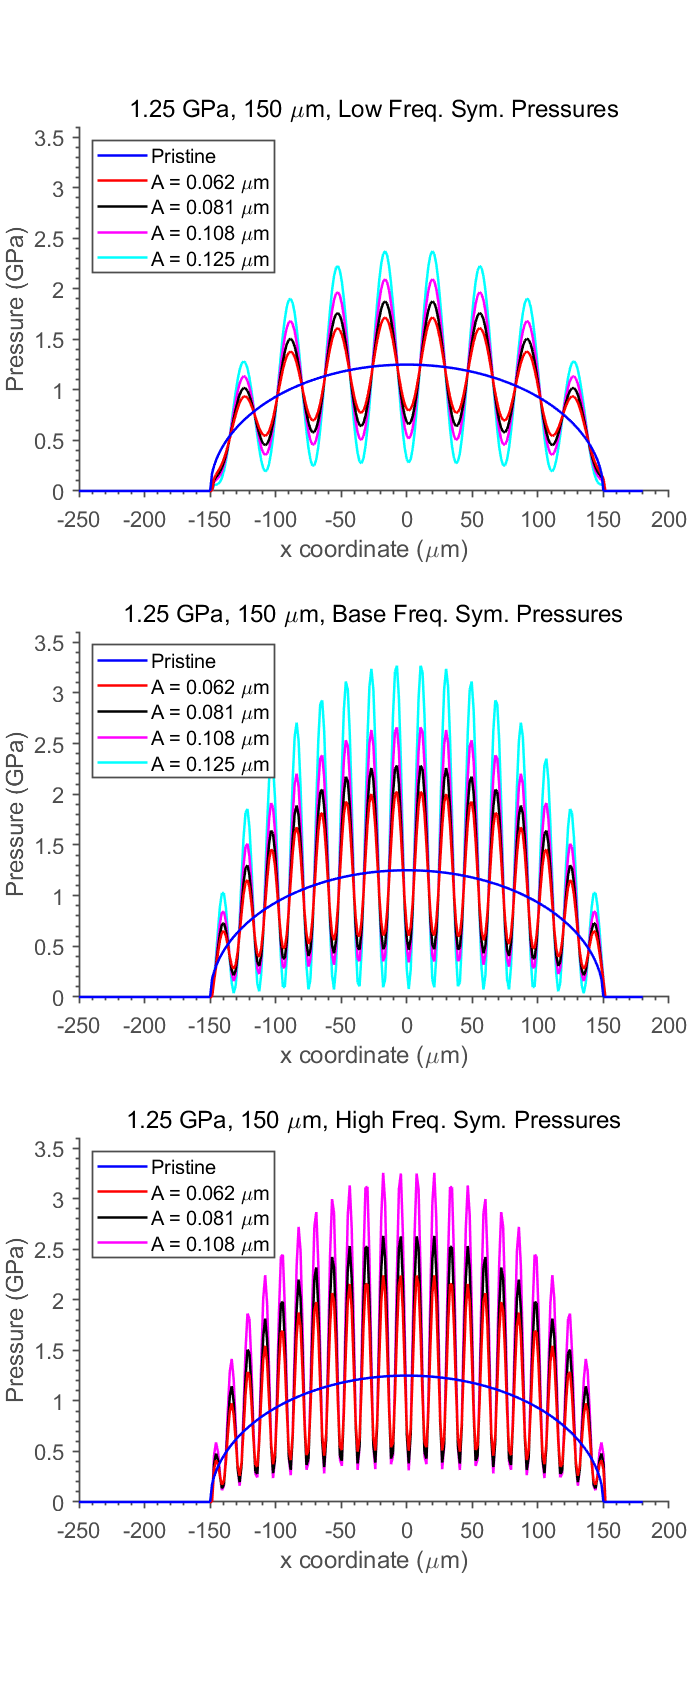 1.25 GPa, 150 μm, Low Freq. Sym. Pressures
3.5
3
2.5
2
1.5
1
0.5
0
Pressure (GPa)
Pristine
A = 0.062 μm
A = 0.081 μm
A = 0.108 μm
A = 0.125 μm
-250 -200 -150 -100 -50 0 50 100 150 200
x coordinate (μm)
1.25 GPa, 150 μm, Base Freq. Sym. Pressures
3.5
3
2.5
2
1.5
1
0.5
0
Pressure (GPa)
Pristine
A = 0.062 μm
A = 0.081 μm
A = 0.108 μm
A = 0.125 μm
-250 -200 -150 -100 -50 0 50 100 150 200
x coordinate (μm)
1.25 GPa, 150 μm, High Freq. Sym. Pressures
3.5
3
2.5
2
1.5
1
0.5
0
Pressure (GPa)
Pristine
A = 0.062 μm
A = 0.081 μm
A = 0.108 μm
-250 -200 -150 -100 -50 0 50 100 150 200
x coordinate (μm)